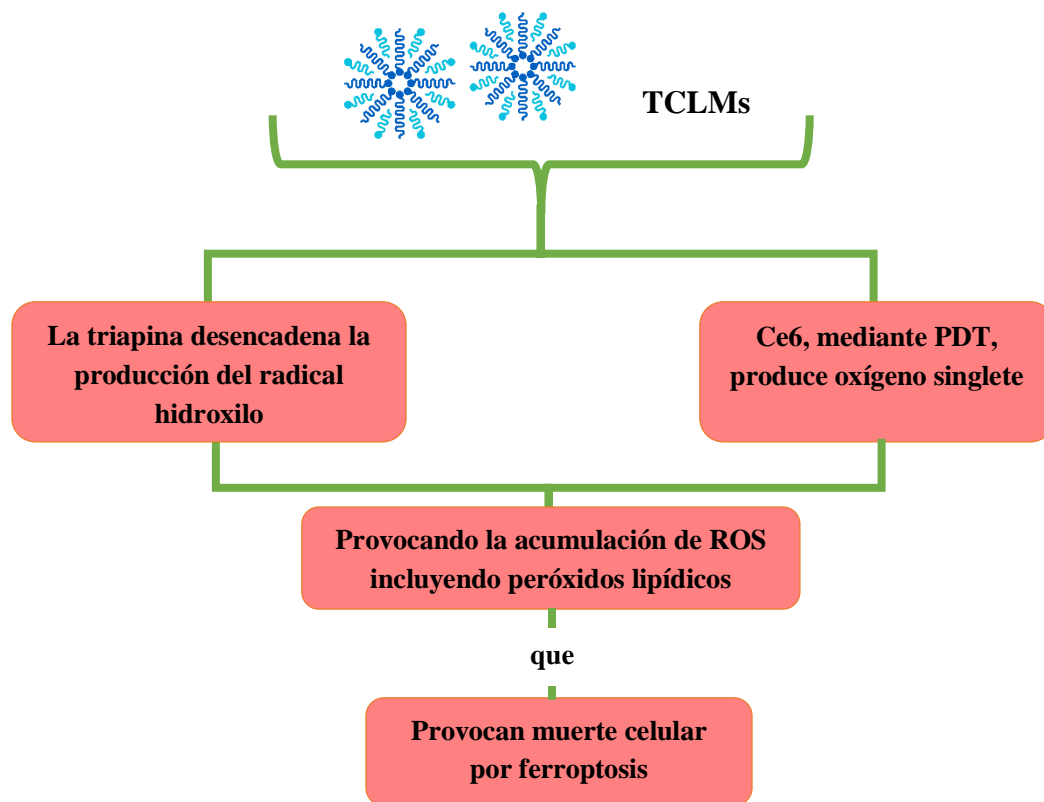 TCLMs
La triapina desencadena la
producción del radical
hidroxilo
Ce6, mediante PDT,
produce oxígeno singlete
Provocando la acumulación de ROS
incluyendo peróxidos lipídicos
que
Provocan muerte celular
por ferroptosis